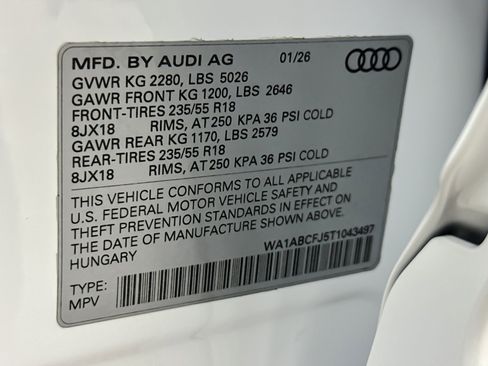 MFD. BY AUDI AG 01/26
GVWR KG 2280, LBS 5026
GAWR FRONT KG 1200, LBS 2646
FRONT-TIRES 235/55 R18
8JX18 RIMS, AT 250 KPA 36 PSI COLD
GAWR REAR KG 1170, LBS 2579
REAR-TIRES 235/55 R18
8JX18 RIMS, AT 250 KPA 36 PSI COLD
THIS VEHICLE CONFORMS TO ALL APPLICABLE
U.S. FEDERAL MOTOR VEHICLE SAFETY AND
THEFT PREVENTION STANDARDS IN EFFECT ON
THE DATE OF MANUFACTURE SHOWN ABOVE.
HUNGARY WA1ABCFJ5T1043497
TYPE:
MPV